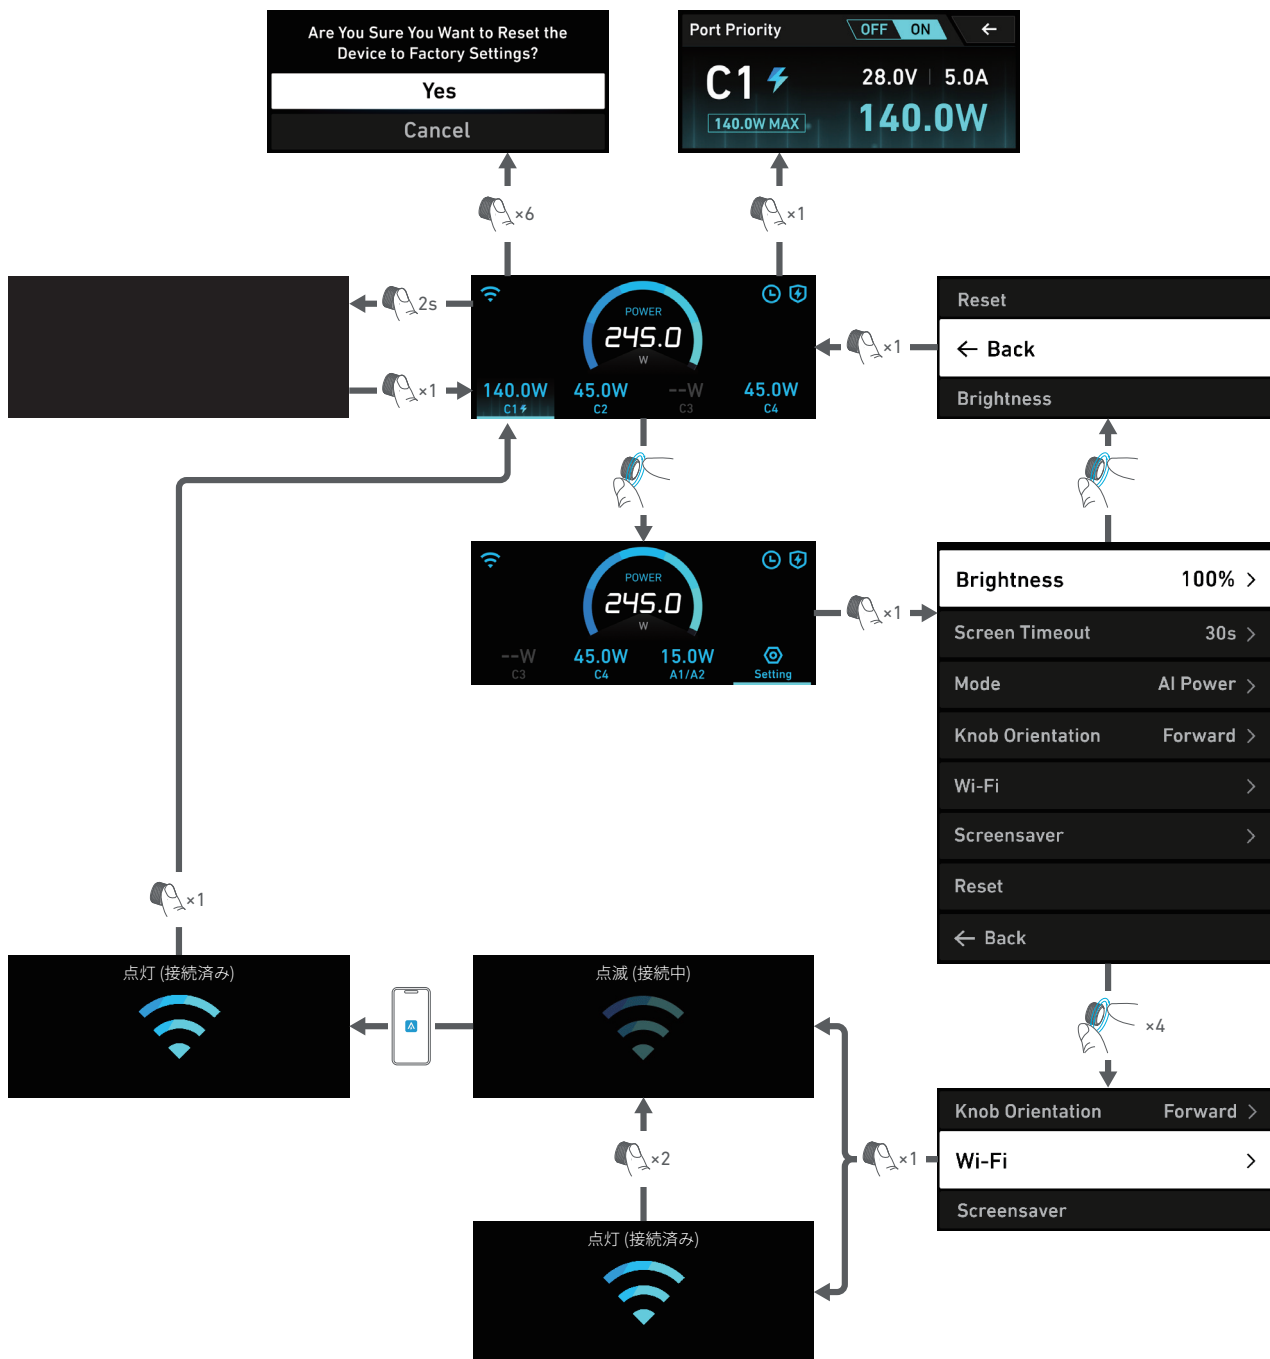 Are You Sure You Want to Reset the
Device to Factory Settings?
Yes
Cancel
Port Priority OFF ON
C1 28.0V 5.0A
140.0W MAX 140.0W
×6
×1
2s
×1
POWER
245.0
W
140.0W 45.0W --W 45.0W
C1 C2 C3 C4
×1
Reset
← Back
Brightness
POWER
245.0
W
--W 45.0W 15.0W
C3 C4 A1/A2 Setting
×1
Brightness 100% >
Screen Timeout 30s >
Mode AI Power >
Knob Orientation Forward >
Wi-Fi >
Screensaver >
Reset
← Back
×1
点灯 (接続済み)
点滅 (接続中)
×4
×2
×1
Knob Orientation Forward >
Wi-Fi >
Screensaver
点灯 (接続済み)